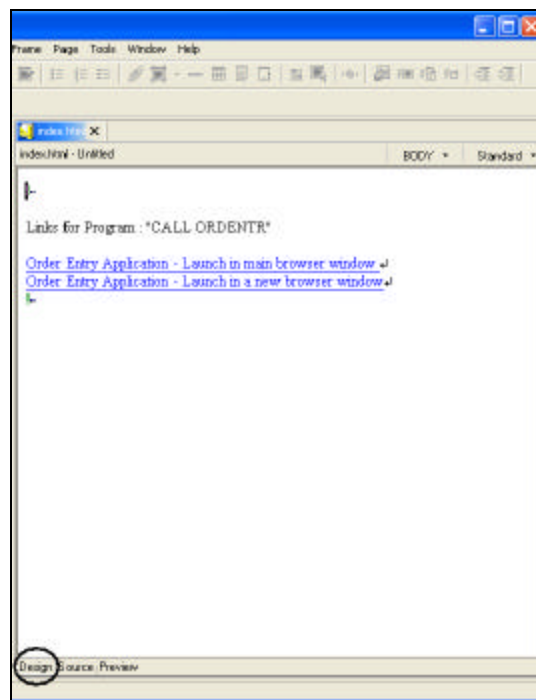 Frame Page Tools Window Help
index.html
index.html - Untitled BODY Standard
Links for Program : "CALL ORDENTR"
Order Entry Application - Launch in main browser window
Order Entry Application - Launch in a new browser window
Design Source Preview